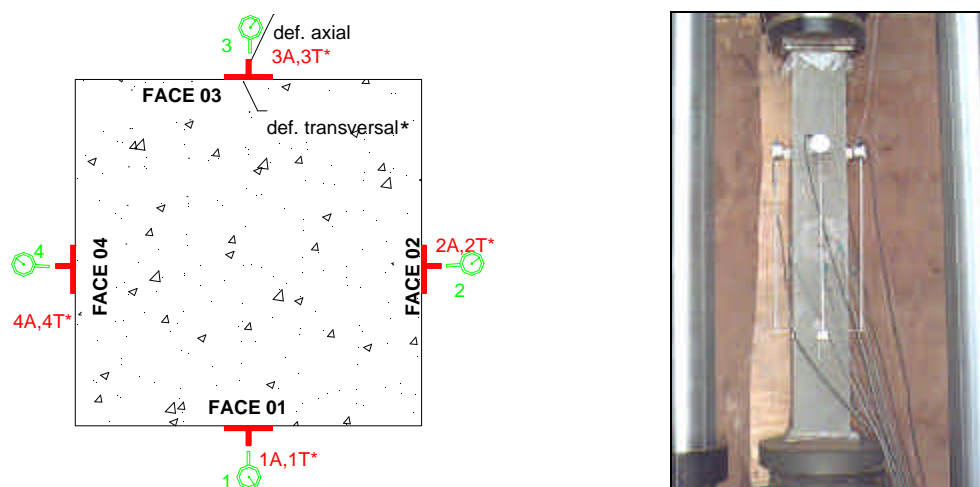 def. axial
3
3A,3T*
FACE 03
def. transversal*
4
FACE 04
FACE 02
2A,2T*
2
4A,4T*
FACE 01
1A,1T*
1